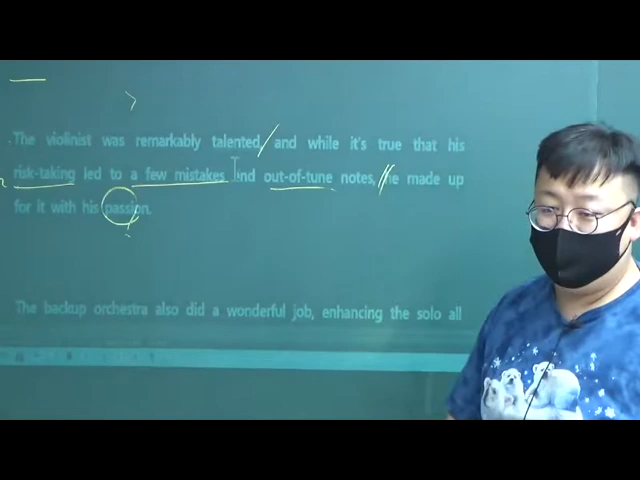 The violinist was remarkably talented, and while it's true that his
risk-taking led to a few mistakes and out-of-tune notes, he made up
for it with his passion.
The backup orchestra also did a wonderful job, enhancing the solo all